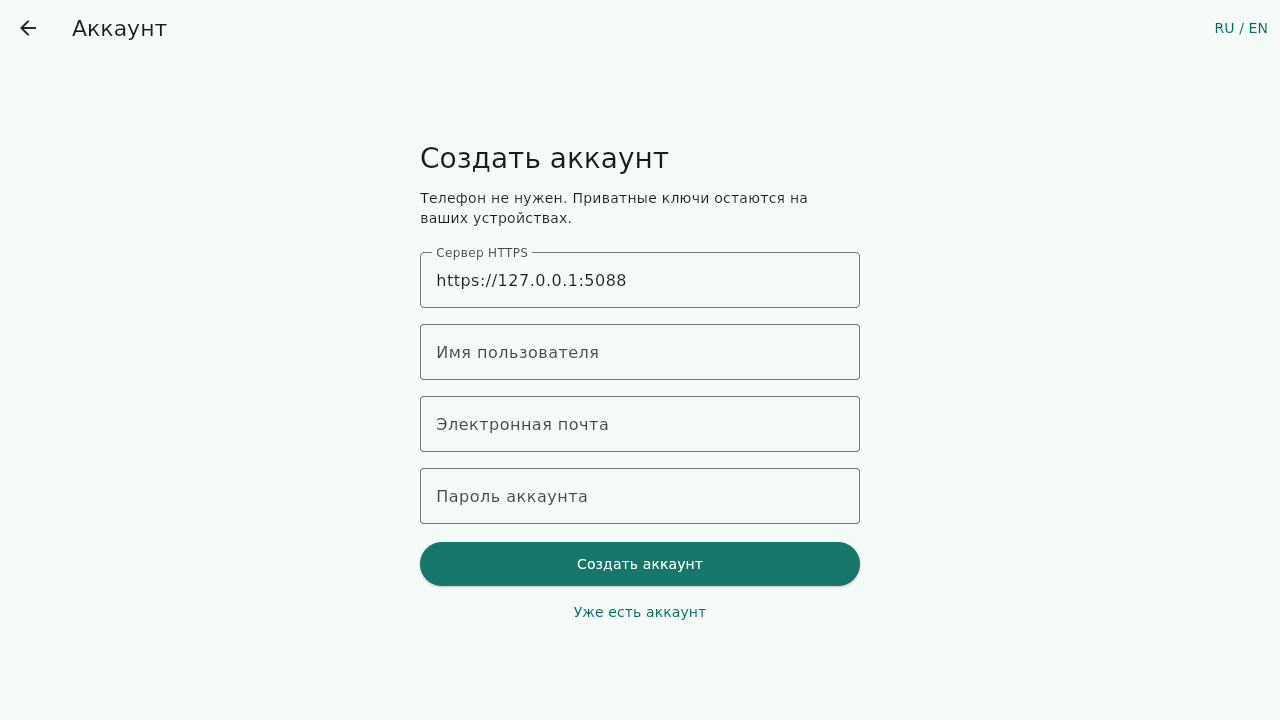 Аккаунт
RU / EN
Создать аккаунт
Телефон не нужен. Приватные ключи остаются на
ваших устройствах.
Сервер HTTPS
https://127.0.0.1:5088
Имя пользователя
Электронная почта
Пароль аккаунта
Создать аккаунт
Уже есть аккаунт